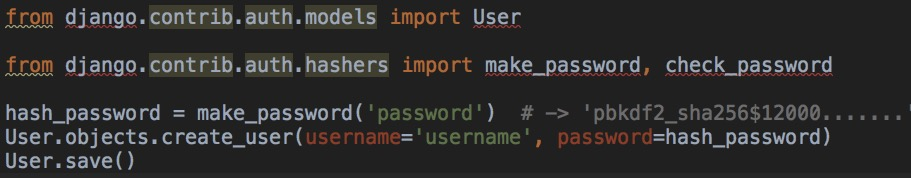 from django.contrib.auth.models import User
from django.contrib.auth.hashers import make_password, check_password
hash_password = make_password('password')  # -> 'pbkdf2_sha256$12000.......'
User.objects.create_user(username='username', password=hash_password)
User.save()